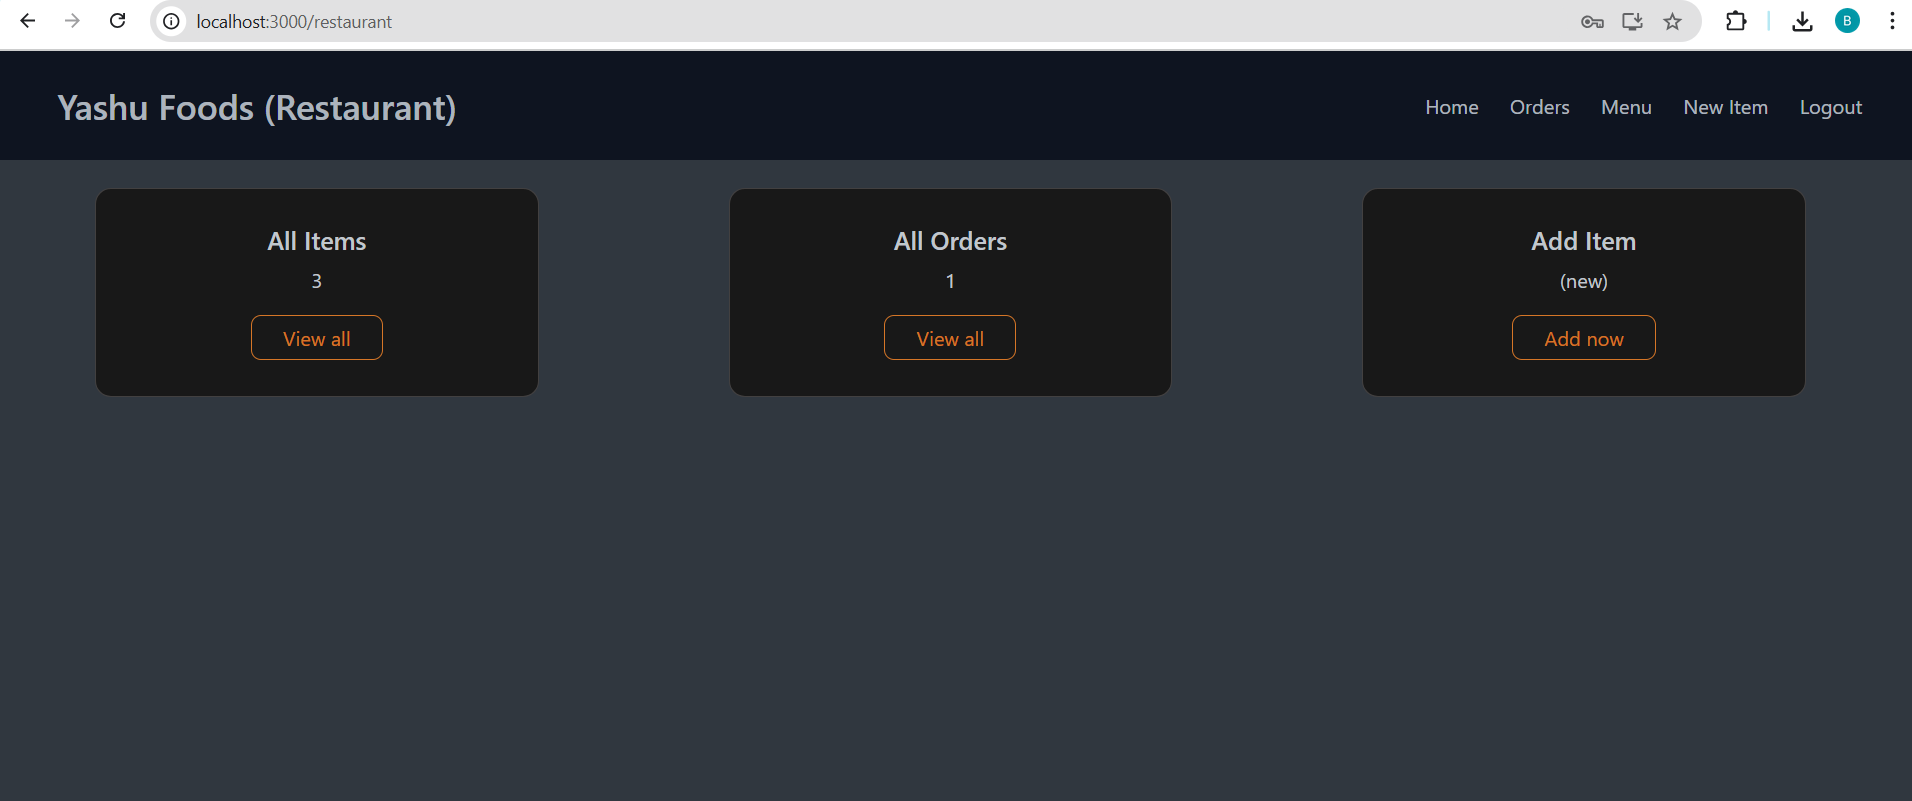 localhost:3000/restaurant
B
Yashu Foods (Restaurant)
Home Orders Menu New Item Logout
All Items
3
View all
All Orders
1
View all
Add Item
(new)
Add now